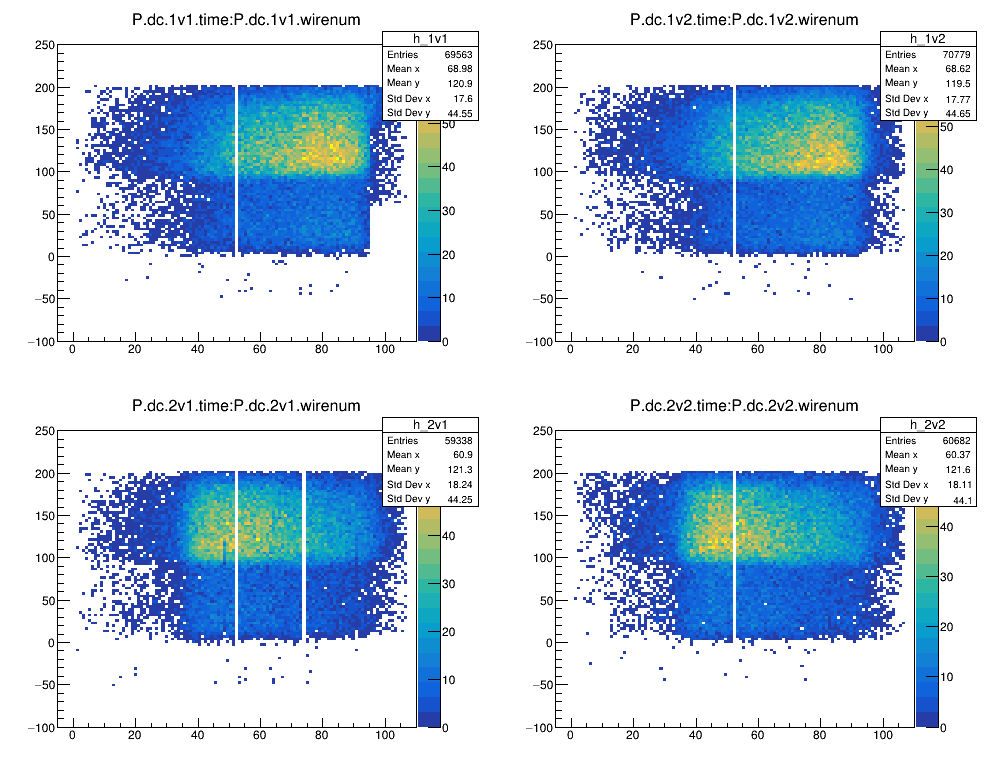 P.dc.1v1.time:P.dc.1v1.wirenum
h_1v1
Entries 69563
Mean x 68.98
Mean y 120.9
Std Dev x 17.6
Std Dev y 44.55
250
200
150
100
50
0
−50
−100
0 20 40 60 80 100
50
40
30
20
10
0
P.dc.1v2.time:P.dc.1v2.wirenum
h_1v2
Entries 70779
Mean x 68.62
Mean y 119.5
Std Dev x 17.77
Std Dev y 44.65
250
200
150
100
50
0
−50
−100
0 20 40 60 80 100
50
40
30
20
10
0
P.dc.2v1.time:P.dc.2v1.wirenum
h_2v1
Entries 59338
Mean x 60.9
Mean y 121.3
Std Dev x 18.24
Std Dev y 44.25
250
200
150
100
50
0
−50
−100
0 20 40 60 80 100
40
30
20
10
0
P.dc.2v2.time:P.dc.2v2.wirenum
h_2v2
Entries 60682
Mean x 60.37
Mean y 121.6
Std Dev x 18.11
Std Dev y 44.1
250
200
150
100
50
0
−50
−100
0 20 40 60 80 100
40
30
20
10
0